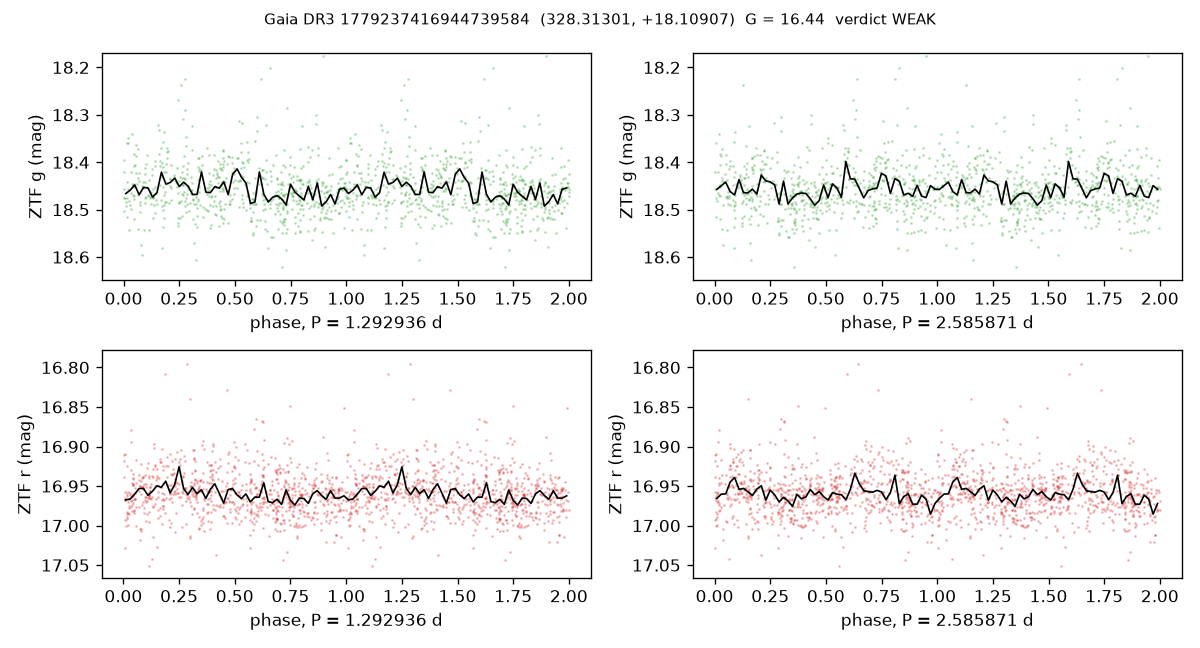 Gaia DR3 1779237416944739584 (328.31301, +18.10907) G = 16.44 verdict WEAK
ZTF g (mag)
18.2
18.3
18.4
18.5
18.6
0.00 0.25 0.50 0.75 1.00 1.25 1.50 1.75 2.00
phase, P = 1.292936 d
ZTF g (mag)
18.2
18.3
18.4
18.5
18.6
0.00 0.25 0.50 0.75 1.00 1.25 1.50 1.75 2.00
phase, P = 2.585871 d
ZTF r (mag)
16.80
16.85
16.90
16.95
17.00
17.05
0.00 0.25 0.50 0.75 1.00 1.25 1.50 1.75 2.00
phase, P = 1.292936 d
ZTF r (mag)
16.80
16.85
16.90
16.95
17.00
17.05
0.00 0.25 0.50 0.75 1.00 1.25 1.50 1.75 2.00
phase, P = 2.585871 d